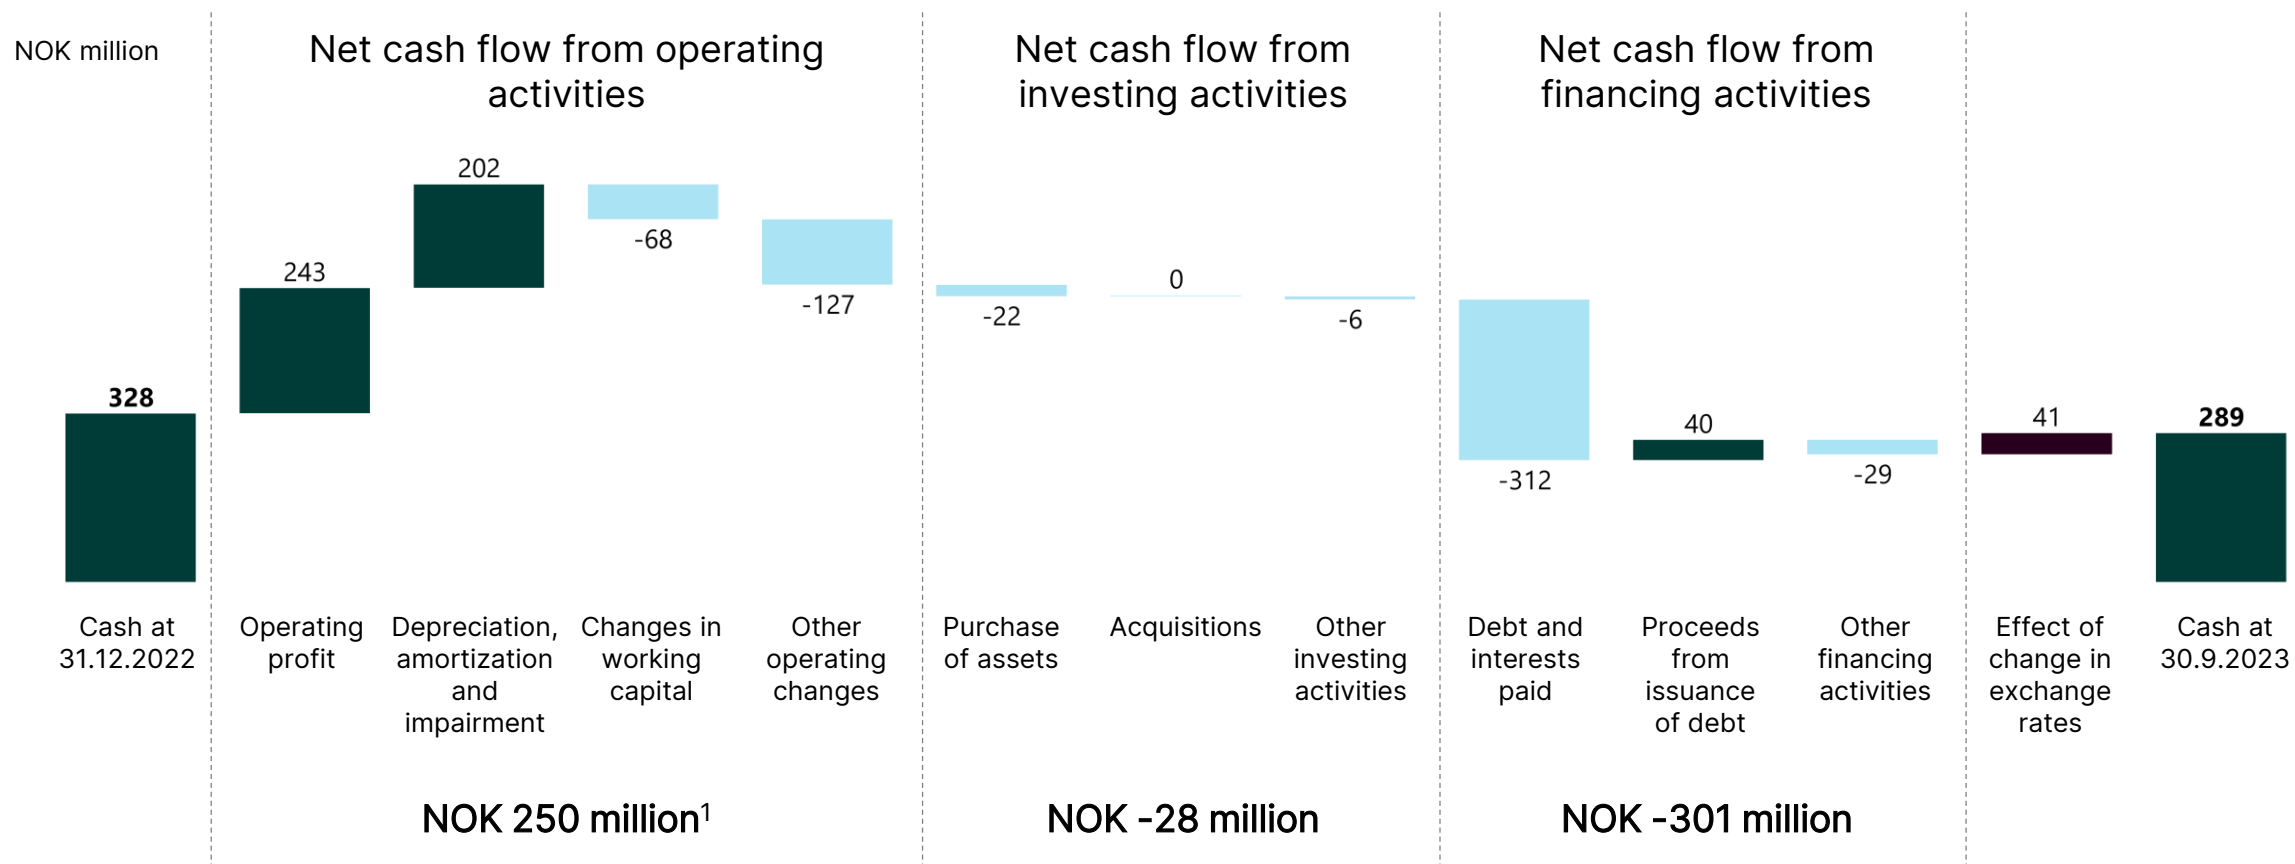 NOK million
Net cash flow from operating
activities
Net cash flow from
investing activities
Net cash flow from
financing activities
328
243
202
-68
-127
-22
0
-6
-312
40
-29
41
289
Cash at
31.12.2022
Operating
profit
Depreciation,
amortization
and
impairment
Changes in
working
capital
Other
operating
changes
Purchase
of assets
Acquisitions
Other
investing
activities
Debt and
interests
paid
Proceeds
from
issuance
of debt
Other
financing
activities
Effect of
change in
exchange
rates
Cash at
30.9.2023
NOK 250 million¹
NOK -28 million
NOK -301 million